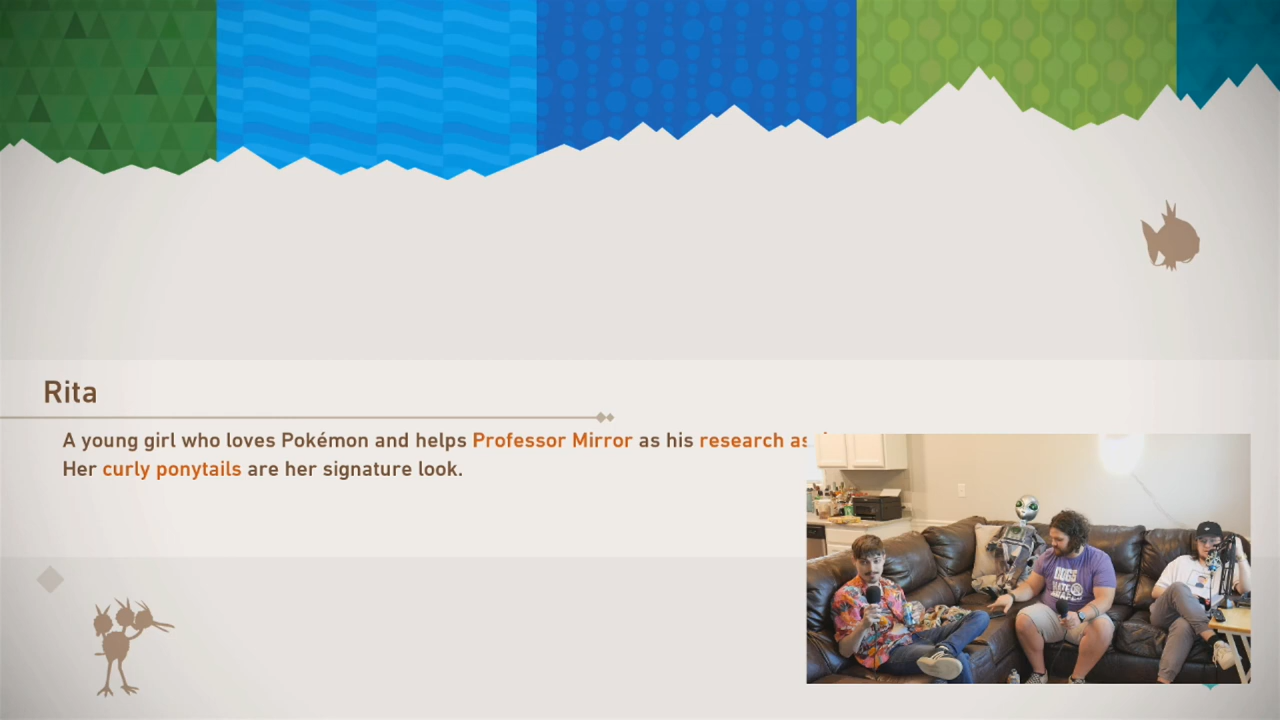 Rita
A young girl who loves Pokémon and helps Professor Mirror as his research as
Her curly ponytails are her signature look.